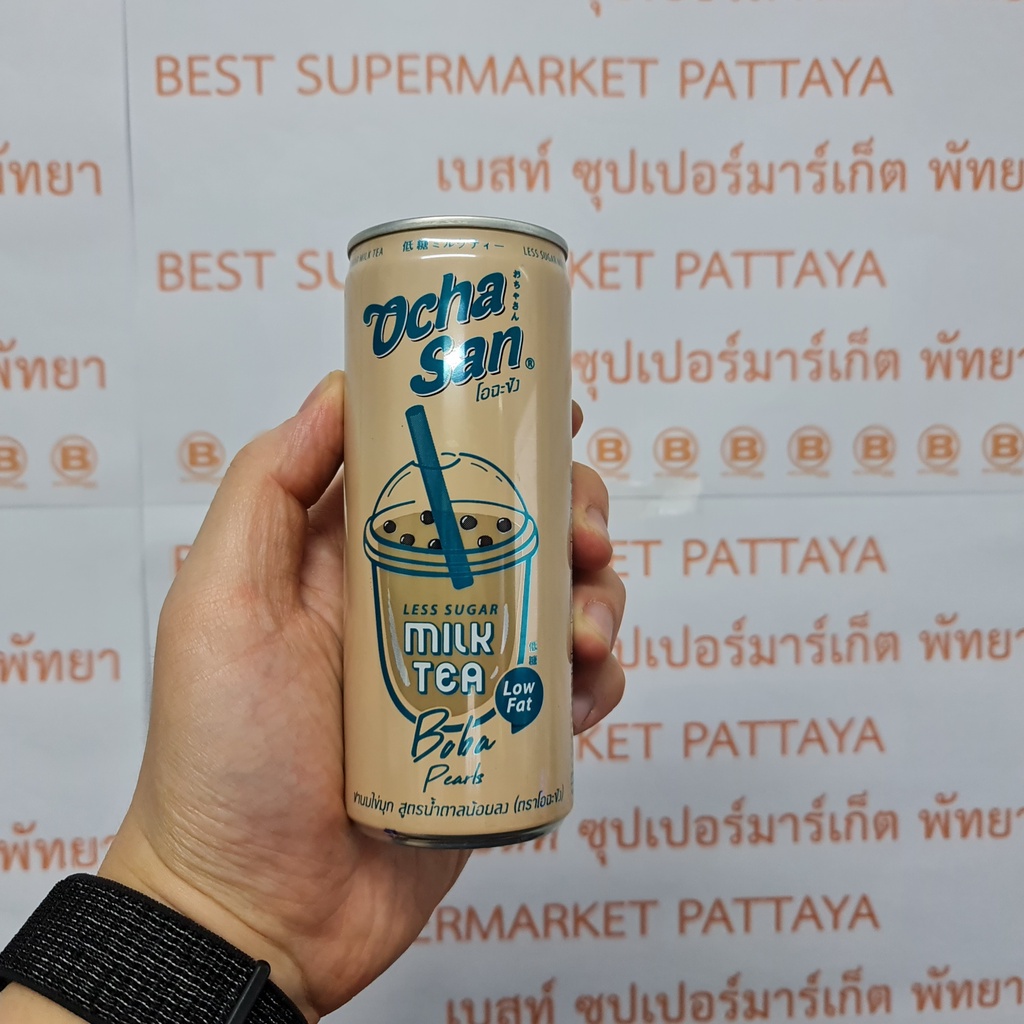 BEST SUPERMARKET PATTAYA
พัทยา
เบสท์ ซุปเปอร์มาร์เก็ต พัทยา
BEST SU KET PATTAYA
พัทยา
ซุปเปอร์มาร์เก็ต พัทยา
B B B B B B B B B B
KET PATTAYA
พัทยา
ซุปเปอร์มาร์เก็ต พัทยา
KET PATTAYA
พัทยา
ซุปเปอร์มาร์เก็ต พัทยา
ERMARKET PATTAYA
เบสท์ ซุปเปอร์มาร์เก็ต พัทยา
MILK TEA 低糖ミルクティー LESS SUGAR
Ocha
おちゃさん
San®
โอฉะซัง
LESS SUGAR
MILK
TEA
低糖
Low
Fat
Boba
Pearls
ชานมไข่มุก สูตรน้ำตาลน้อยลง (ตราโอฉะซัง)